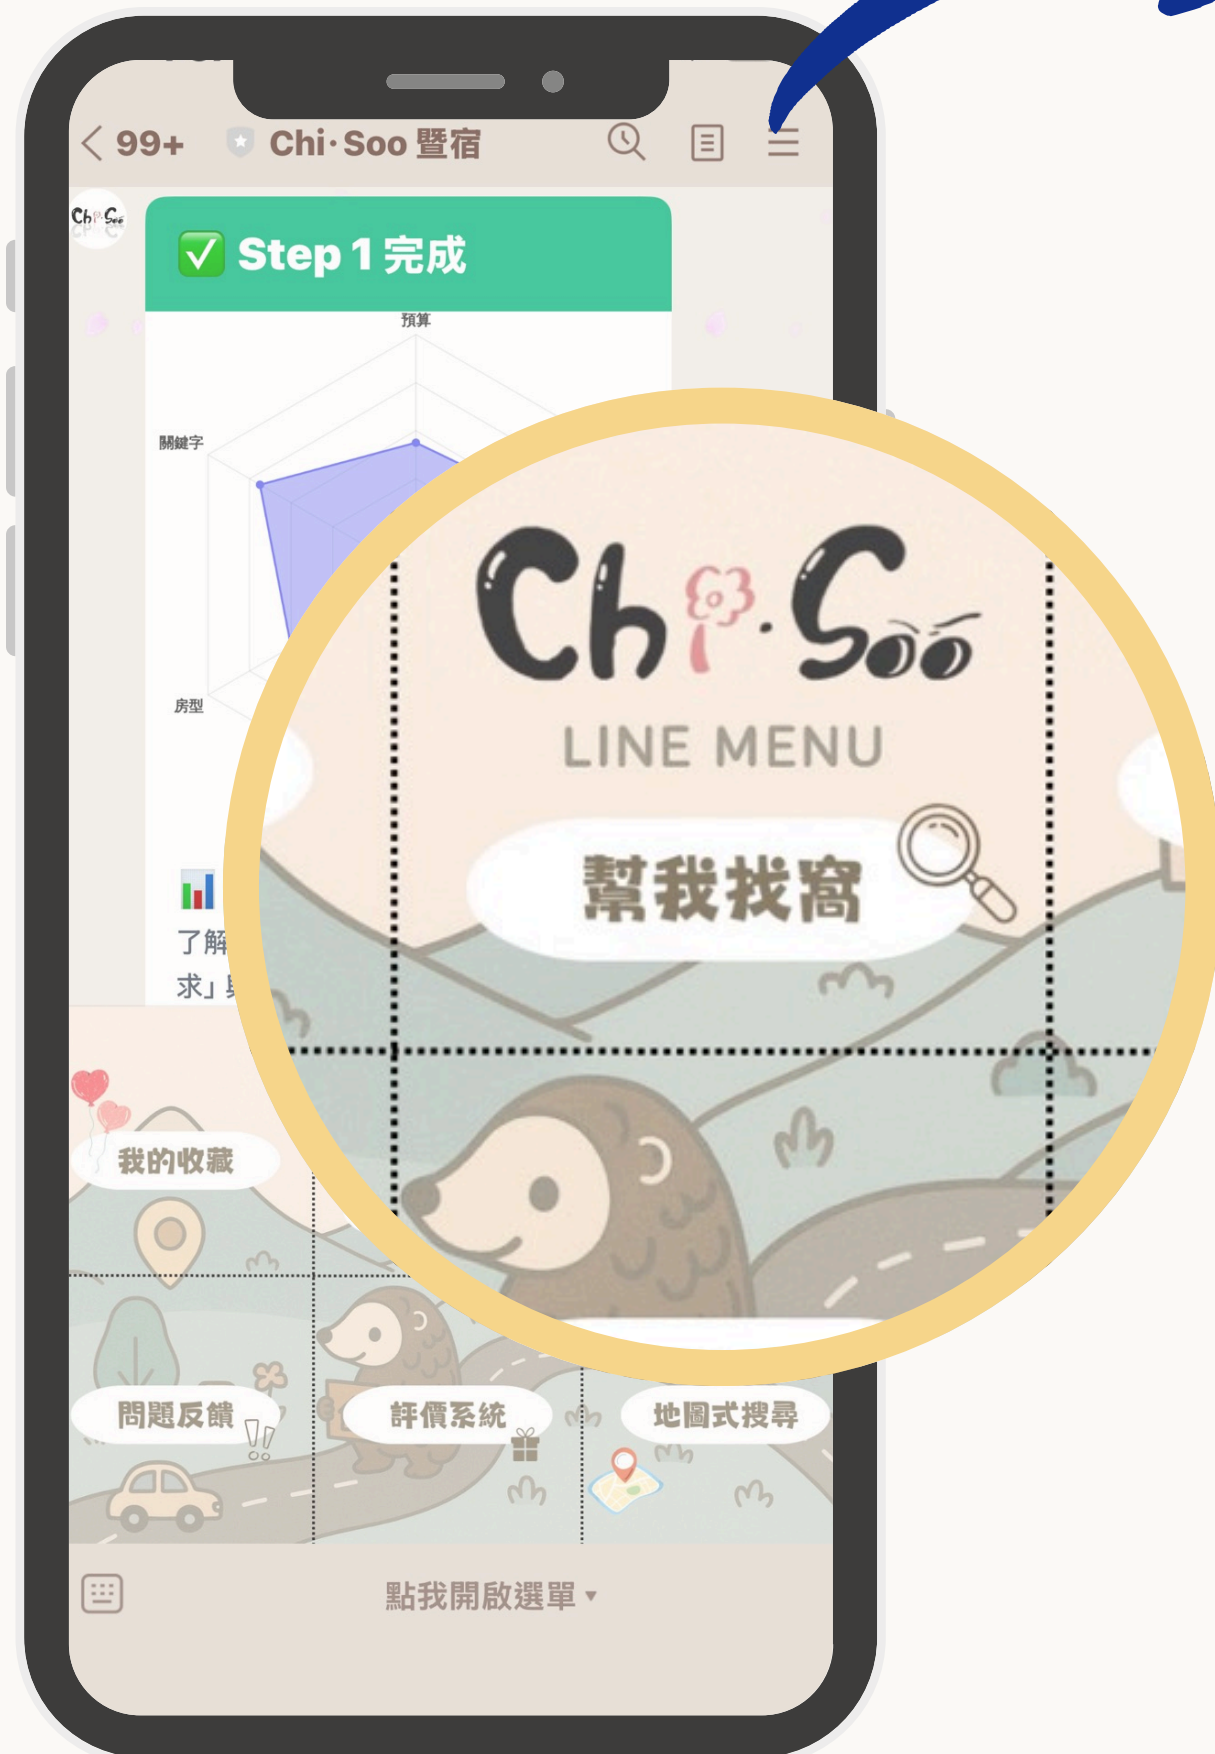 99+ Chi·Soo 暨宿
Chi·Soo
✅ Step 1 完成
預算
關鍵字
房型
Chi·Soo
LINE MENU
幫我找窩
了解
求」
我的收藏
問題反饋
評價系統
地圖式搜尋
點我開啟選單 ▾